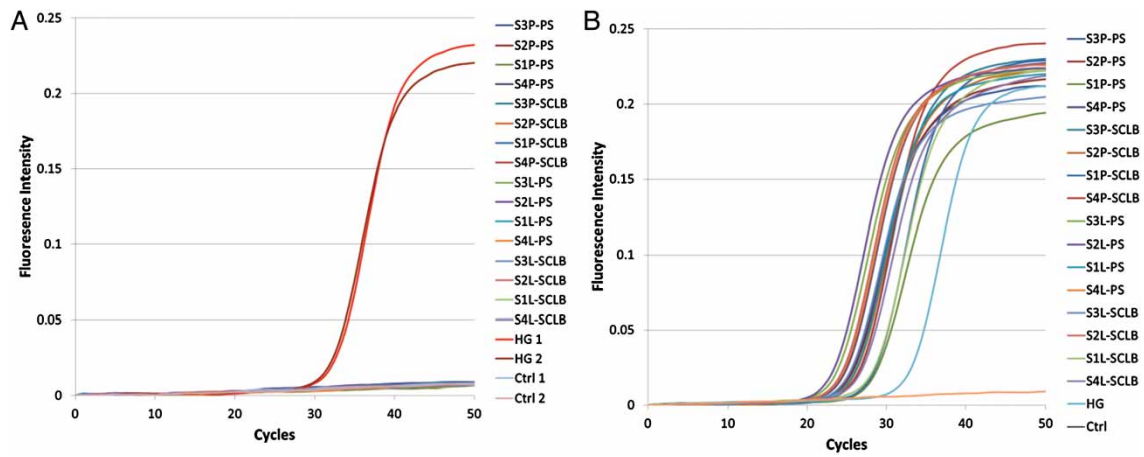 A
Fluoresence Intensity
0.25
0.2
0.15
0.1
0.05
0
0
10
20
30
40
50
Cycles
S3P-PS
S2P-PS
S1P-PS
S4P-PS
S3P-SCLB
S2P-SCLB
S1P-SCLB
S4P-SCLB
S3L-PS
S2L-PS
S1L-PS
S4L-PS
S3L-SCLB
S2L-SCLB
S1L-SCLB
S4L-SCLB
HG 1
HG 2
Ctrl 1
Ctrl 2
B
Fluorescence Intensity
0.25
0.2
0.15
0.1
0.05
0
0
10
20
30
40
50
Cycles
S3P-PS
S2P-PS
S1P-PS
S4P-PS
S3P-SCLB
S2P-SCLB
S1P-SCLB
S4P-SCLB
S3L-PS
S2L-PS
S1L-PS
S4L-PS
S3L-SCLB
S2L-SCLB
S1L-SCLB
S4L-SCLB
HG
Ctrl